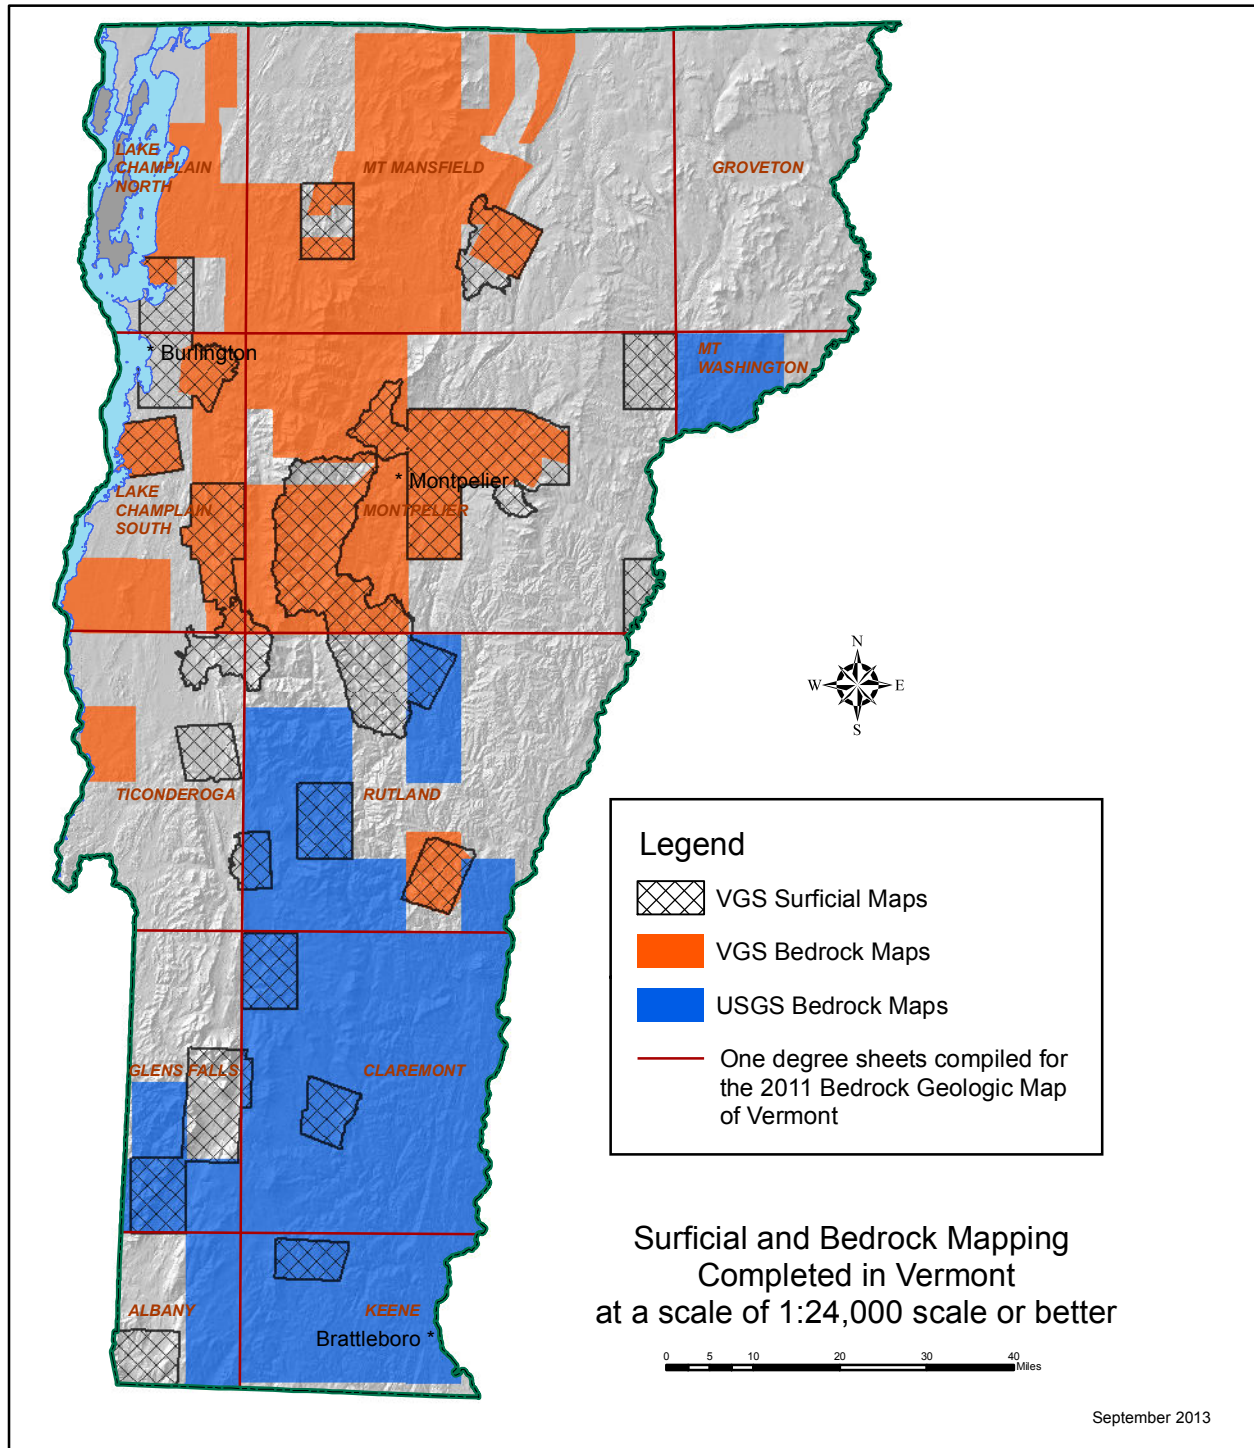 LAKE
CHAMPLAIN
NORTH
MT MANSFIELD
GROVETON
* Burlington
MT
WASHINGTON
* Montpelier
LAKE
CHAMPLAIN
SOUTH
MONTPELIER
N
W
E
S
TICONDEROGA
RUTLAND
Legend
VGS Surficial Maps
VGS Bedrock Maps
USGS Bedrock Maps
One degree sheets compiled for
the 2011 Bedrock Geologic Map
of Vermont
GLENS FALLS
CLAREMONT
Surficial and Bedrock Mapping
Completed in Vermont
at a scale of 1:24,000 scale or better
ALBANY
KEENE
Brattleboro *
0 5 10 20 30 40
Miles
September 2013